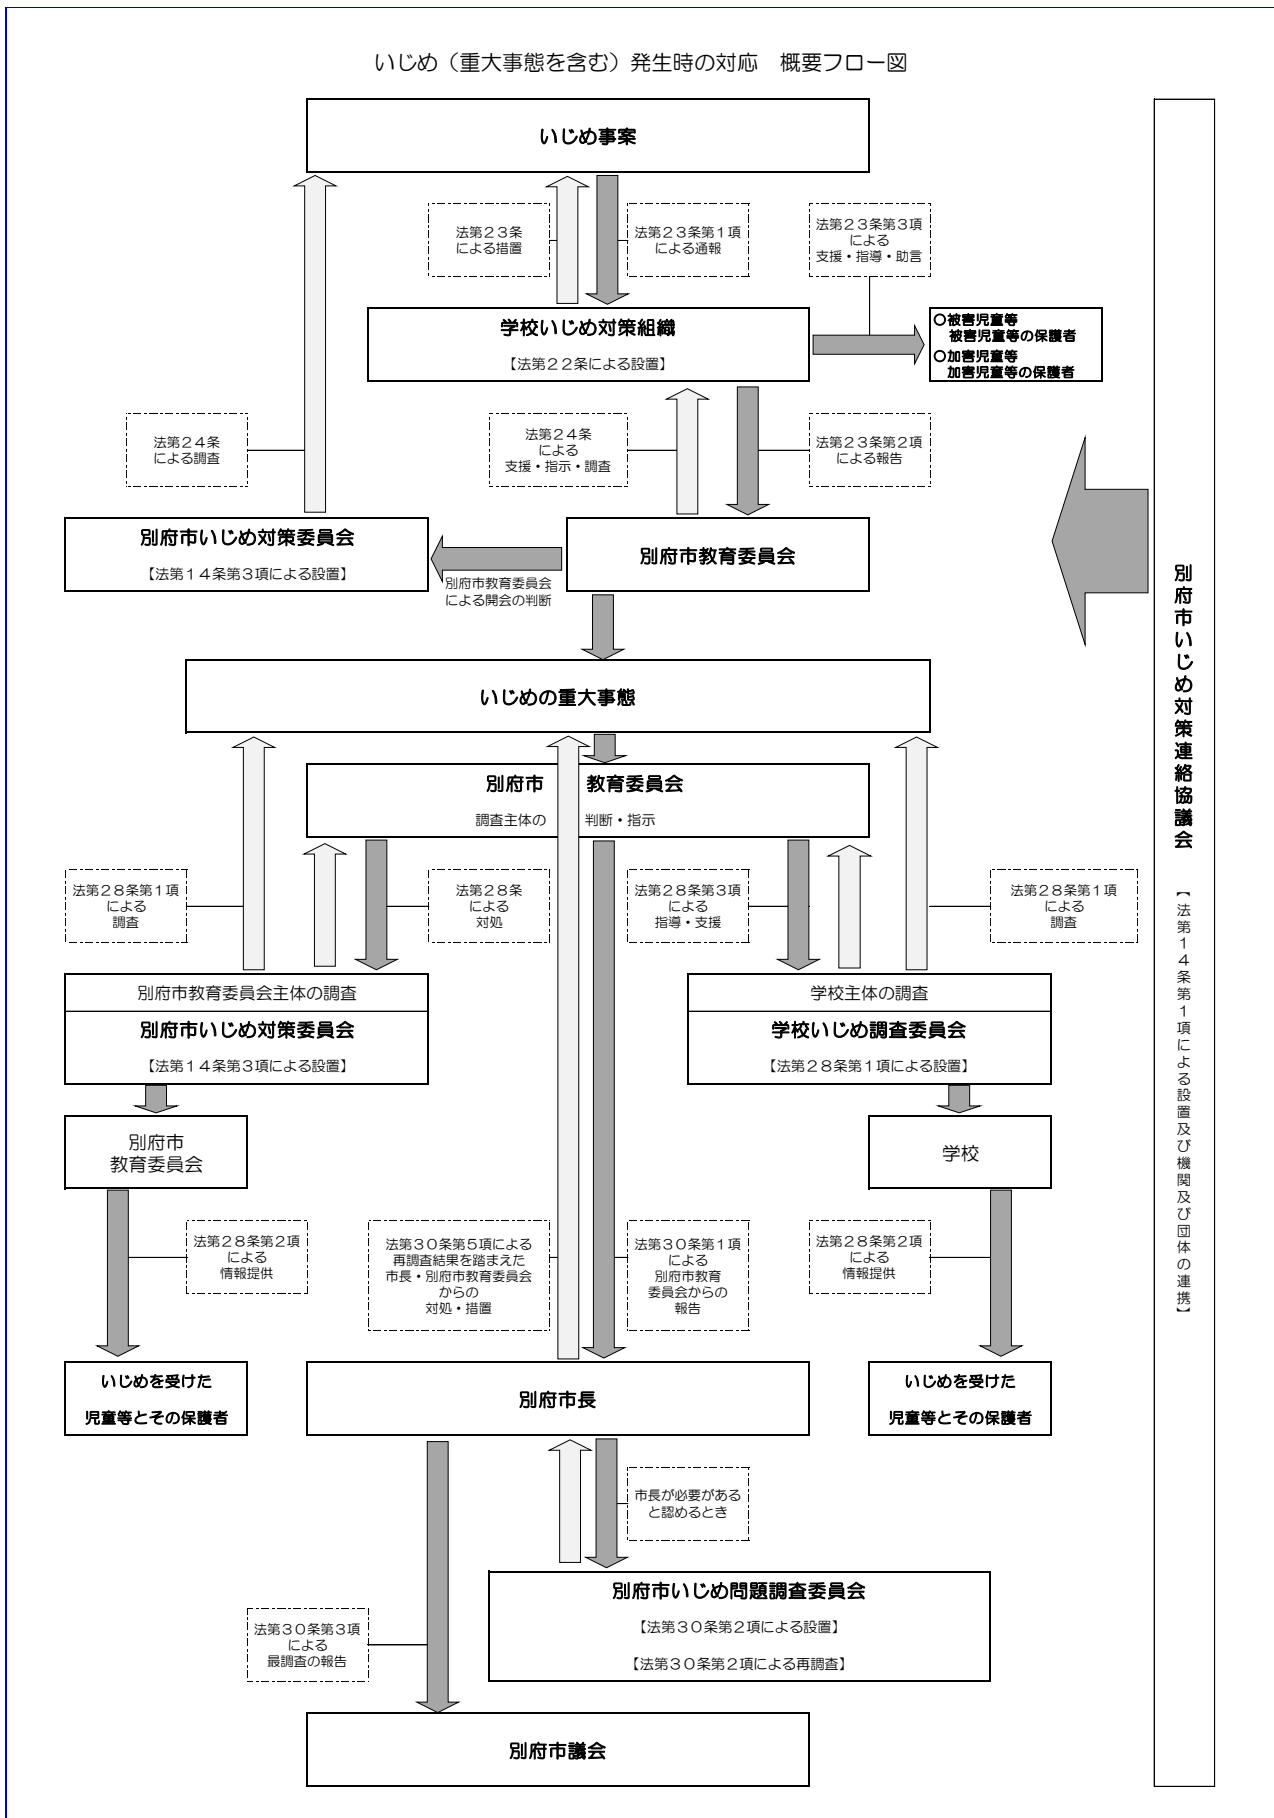 いじめ（重大事態を含む）発生時の対応　概要フロー図
いじめ事案
法第２３条
による措置
法第２３条第１項
による通報
法第２３条第３項
による
支援・指導・助言
学校いじめ対策組織
【法第２２条による設置】
○被害児童等
被害児童等の保護者
○加害児童等
加害児童等の保護者
法第２４条
による調査
法第２４条
による
支援・指示・調査
法第２３条第２項
による報告
別府市いじめ対策委員会
【法第１４条第３項による設置】
別府市教育委員会
別府市教育委員会
による開会の判断
いじめの重大事態
別府市　教育委員会
調査主体の　判断・指示
法第２８条第１項
による
調査
法第２８条
による
対処
法第２８条第３項
による
指導・支援
法第２８条第１項
による
調査
別府市教育委員会主体の調査
別府市いじめ対策委員会
【法第１４条第３項による設置】
学校主体の調査
学校いじめ調査委員会
【法第２８条第１項による設置】
別府市
教育委員会
学校
法第２８条第２項
による
情報提供
法第３０条第５項による
再調査結果を踏まえた
市長・別府市教育委員会
からの
対処・措置
法第３０条第１項
による
別府市教育
委員会からの
報告
法第２８条第２項
による
情報提供
いじめを受けた
児童等とその保護者
別府市長
いじめを受けた
児童等とその保護者
市長が必要がある
と認めるとき
別府市いじめ問題調査委員会
【法第３０条第２項による設置】
【法第３０条第２項による再調査】
法第３０条第３項
による
最調査の報告
別府市議会
別府市いじめ対策連絡協議会　【法第１４条第１項による設置及び機関及び団体の連携】